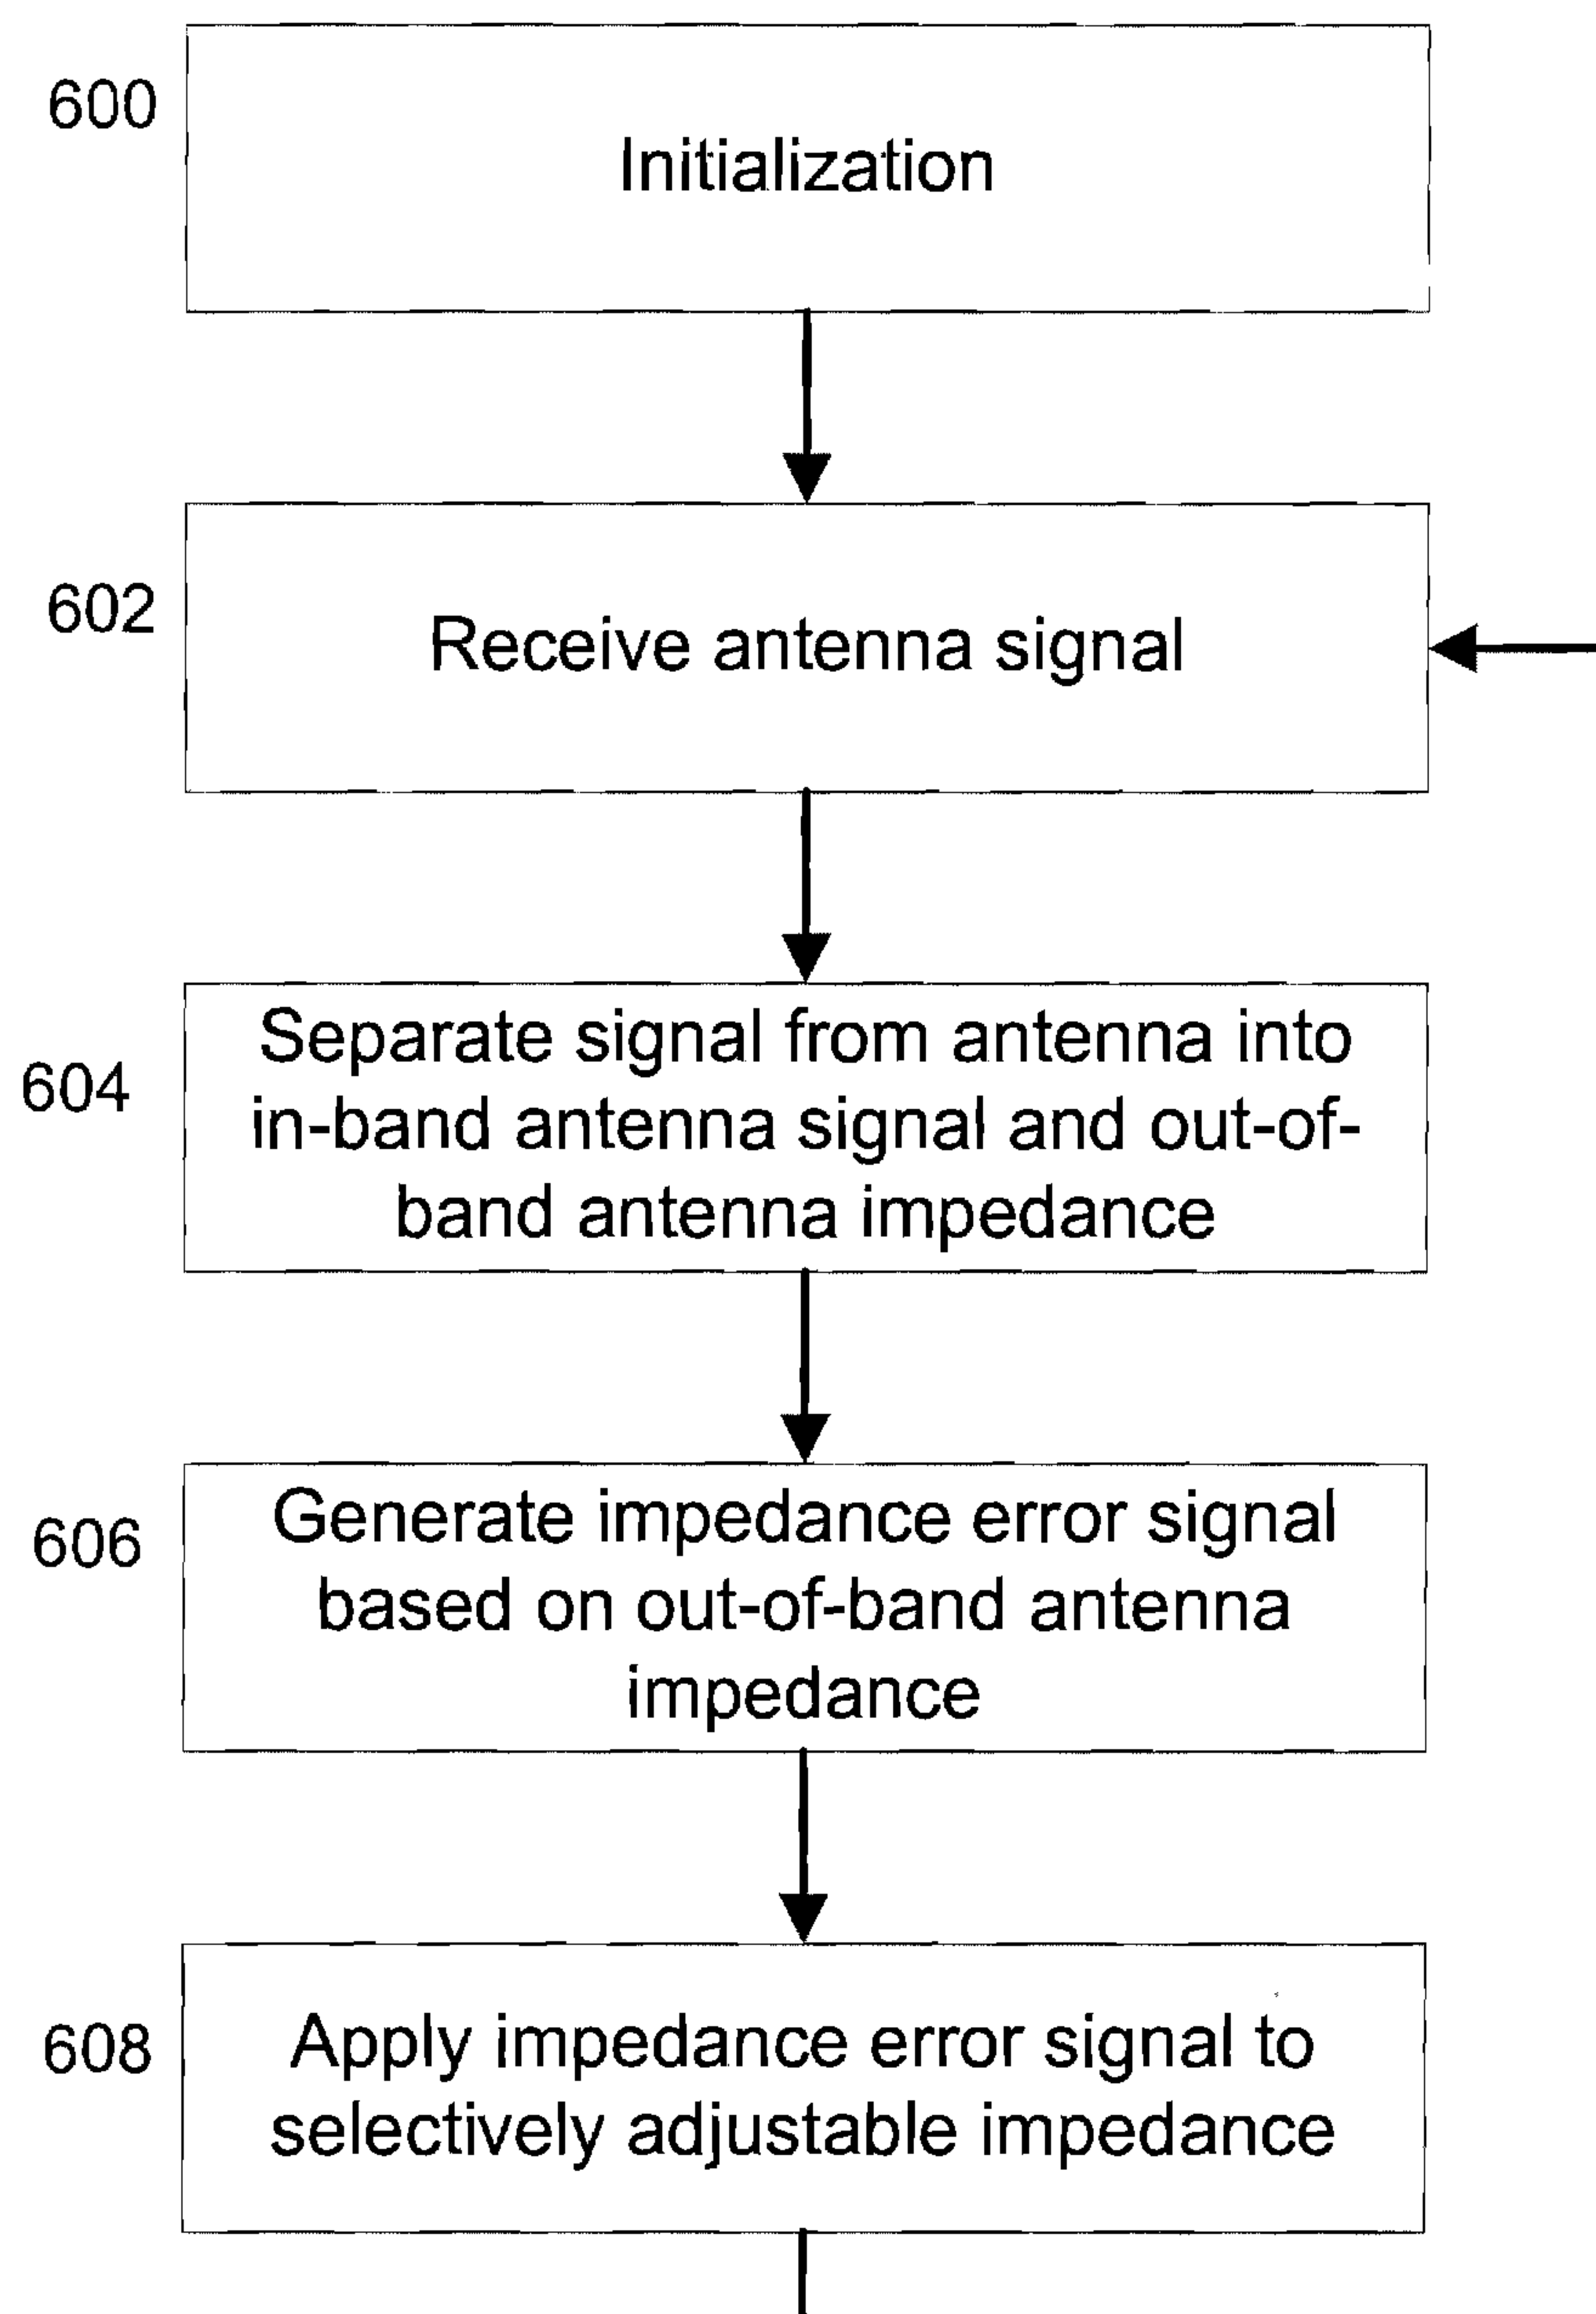 600
Initialization
602
Receive antenna signal
604
Separate signal from antenna into
in-band antenna signal and out-of-
band antenna impedance
606
Generate impedance error signal
based on out-of-band antenna
impedance
608
Apply impedance error signal to
selectively adjustable impedance